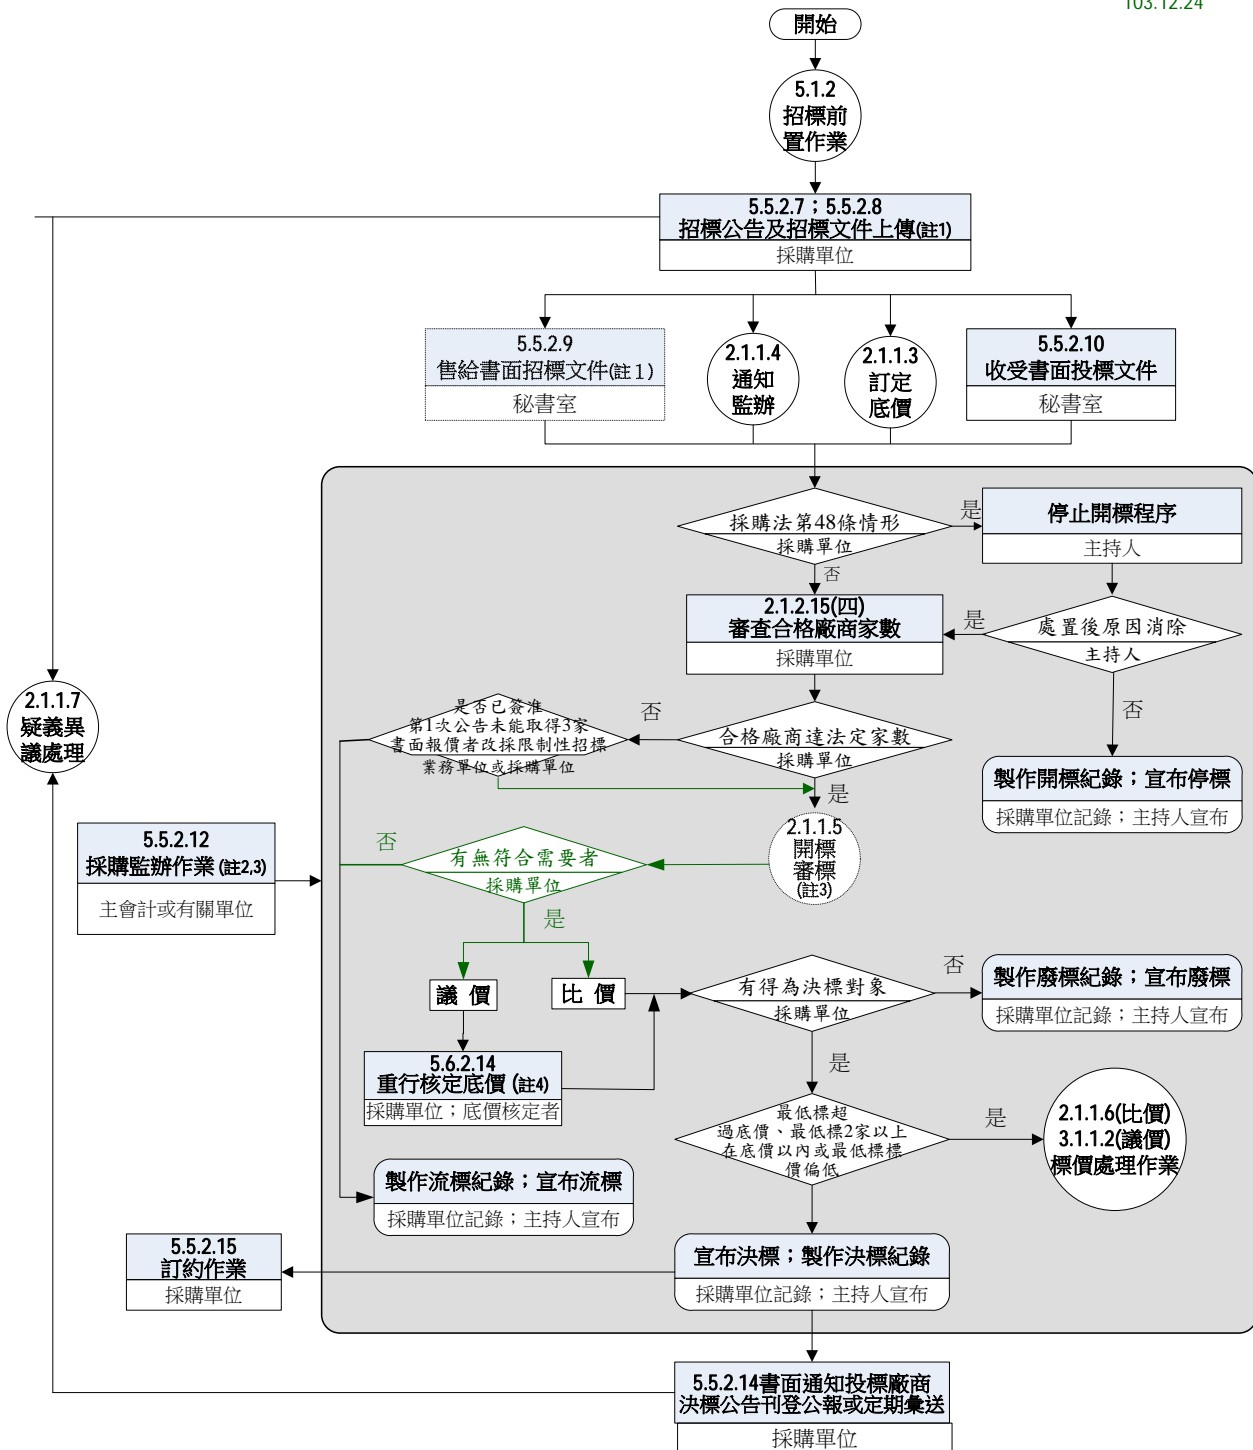 103.12.24
開始
5.1.2
招標前
置作業
5.5.2.7；5.5.2.8
招標公告及招標文件上傳(註1)
採購單位
5.5.2.9
售給書面招標文件(註1)
秘書室
2.1.1.4
通知
監辦
2.1.1.3
訂定
底價
5.5.2.10
收受書面投標文件
秘書室
採購法第48條情形
採購單位
是
停止開標程序
主持人
否
2.1.2.15(四)
審查合格廠商家數
採購單位
是
處置後原因消除
主持人
否
2.1.1.7
疑義異
議處理
是否已簽准
第1次公告未能取得3家
書面報價者改採限制性招標
業務單位或採購單位
否
合格廠商達法定家數
採購單位
是
製作開標紀錄；宣布停標
採購單位記錄；主持人宣布
5.5.2.12
採購監辦作業(註2,3)
主會計或有關單位
否
有無符合需要者
採購單位
是
2.1.1.5
開標
審標
(註3)
議 價
比 價
有得為決標對象
採購單位
否
製作廢標紀錄；宣布廢標
採購單位記錄；主持人宣布
5.6.2.14
重行核定底價(註4)
採購單位；底價核定者
是
最低標超
過底價、最低標2家以上
在底價以內或最低標標
價偏低
是
2.1.1.6(比價)
3.1.1.2(議價)
標價處理作業
製作流標紀錄；宣布流標
採購單位記錄；主持人宣布
5.5.2.15
訂約作業
採購單位
宣布決標；製作決標紀錄
採購單位記錄；主持人宣布
5.5.2.14書面通知投標廠商
決標公告刊登公報或定期彙送
採購單位